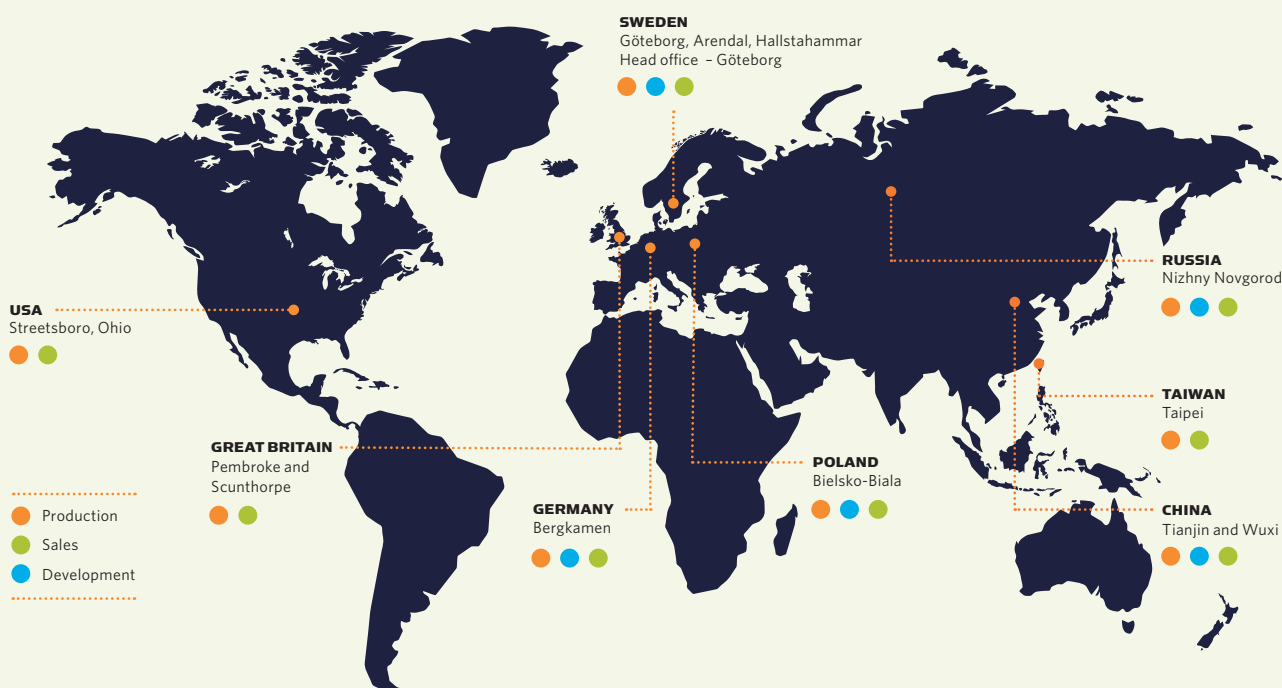 SWEDEN
Göteborg, Arendal, Hallstahammar
Head office – Göteborg
RUSSIA
Nizhny Novgorod
USA
Streetsboro, Ohio
TAIWAN
Taipei
GREAT BRITAIN
Pembroke and
Scunthorpe
POLAND
Bielsko-Biala
GERMANY
Bergkamen
CHINA
Tianjin and Wuxi
Production
Sales
Development